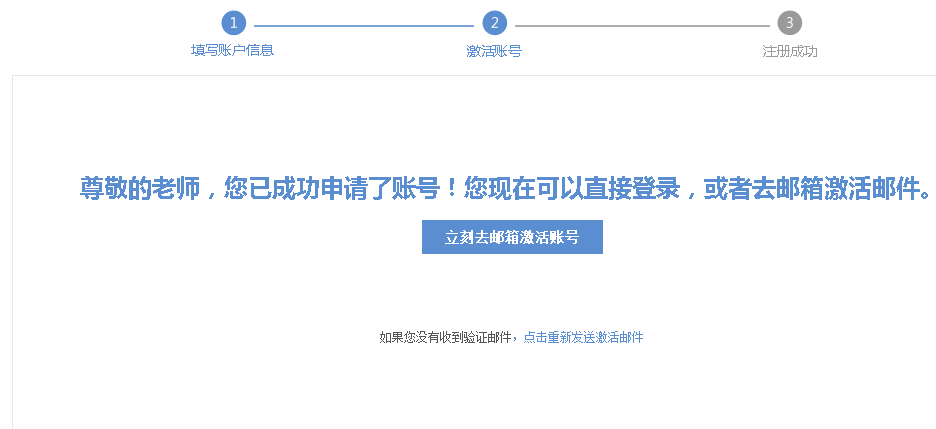 1 2 3
填写账户信息 激活账号 注册成功
尊敬的老师，您已成功申请了账号！您现在可以直接登录，或者去邮箱激活邮件。
立刻去邮箱激活账号
如果您没有收到验证邮件，点击重新发送激活邮件